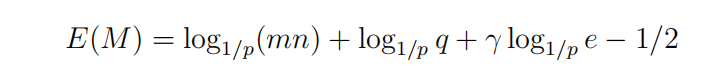 E(M) = log_{1/p}(mn) + log_{1/p} q + γ log_{1/p} e − 1/2